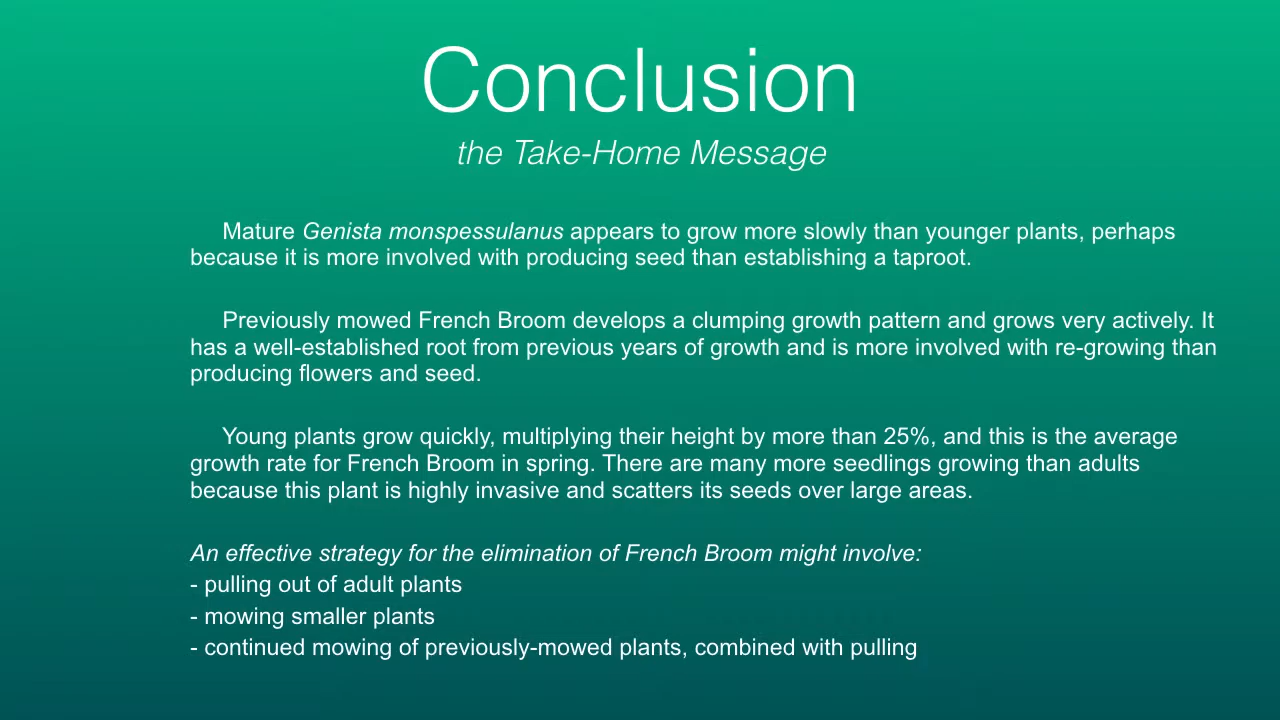 Conclusion
the Take-Home Message
Mature Genista monspessulanus appears to grow more slowly than younger plants, perhaps
because it is more involved with producing seed than establishing a taproot.
Previously mowed French Broom develops a clumping growth pattern and grows very actively. It
has a well-established root from previous years of growth and is more involved with re-growing than
producing flowers and seed.
Young plants grow quickly, multiplying their height by more than 25%, and this is the average
growth rate for French Broom in spring. There are many more seedlings growing than adults
because this plant is highly invasive and scatters its seeds over large areas.
An effective strategy for the elimination of French Broom might involve:
- pulling out of adult plants
- mowing smaller plants
- continued mowing of previously-mowed plants, combined with pulling